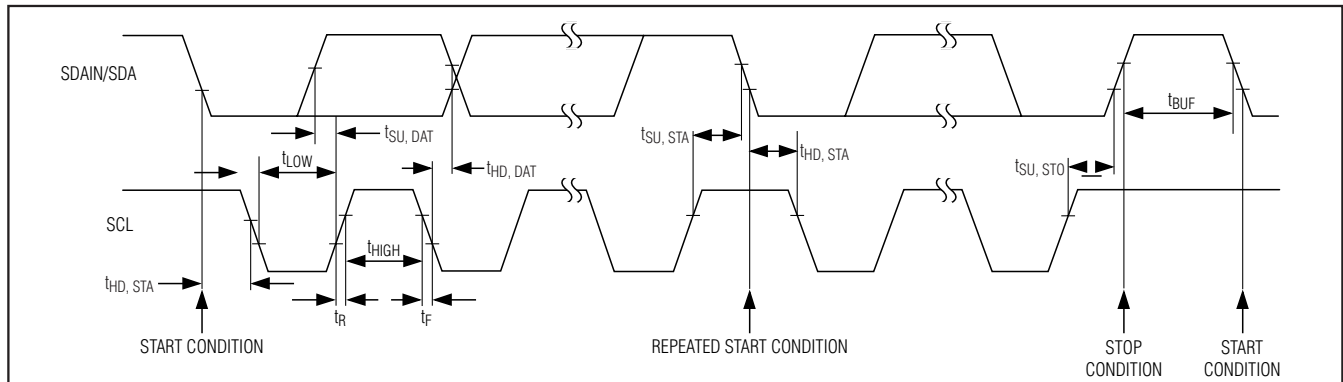 SDAIN/SDA
tSU, DAT
tSU, STA
tBUF
tLOW
tHD, DAT
tHD, STA
tSU, STO
SCL
tHIGH
tHD, STA
tR
tF
START CONDITION
REPEATED START CONDITION
STOP
CONDITION
START
CONDITION